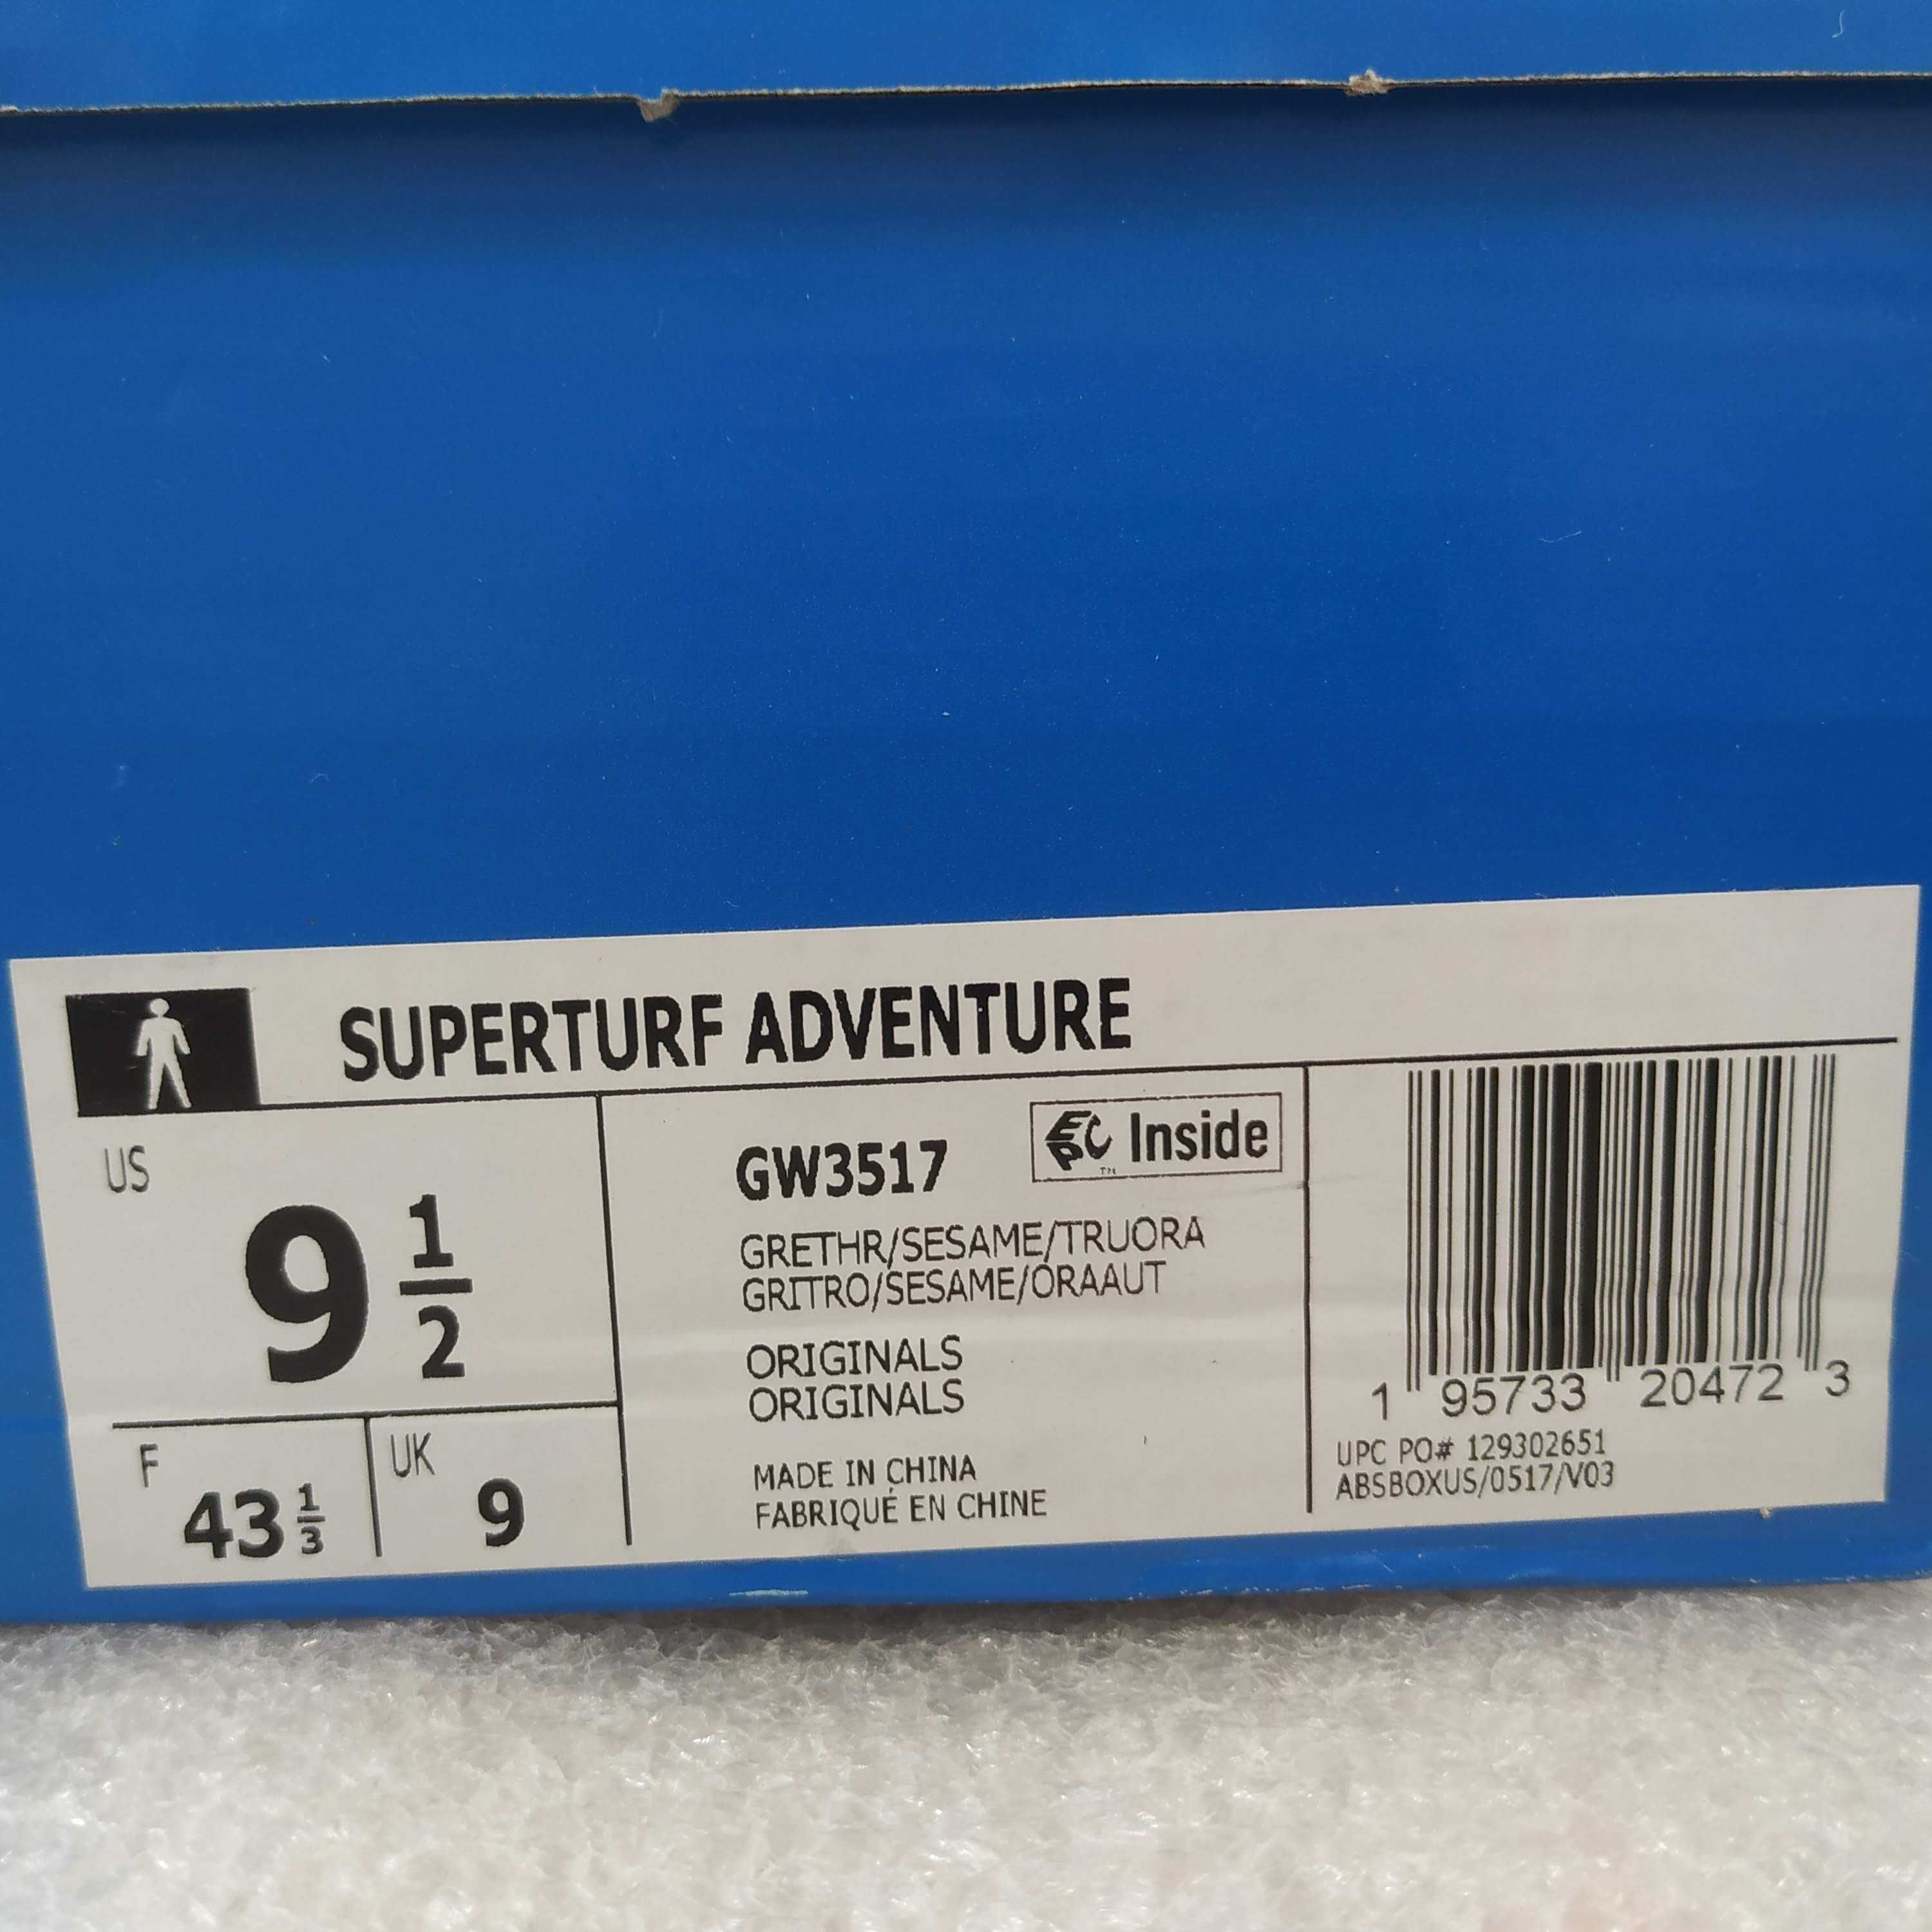 SUPERTURF ADVENTURE
US
9 1/2
F
43 1/3
UK
9
GW3517
EPC™ Inside
GRETHR/SESAME/TRUORA
GRITRO/SESAME/ORAAUT
ORIGINALS
ORIGINALS
MADE IN CHINA
FABRIQUÉ EN CHINE
1 95733 20472 3
UPC PO# 129302651
ABSBOXUS/0517/V03